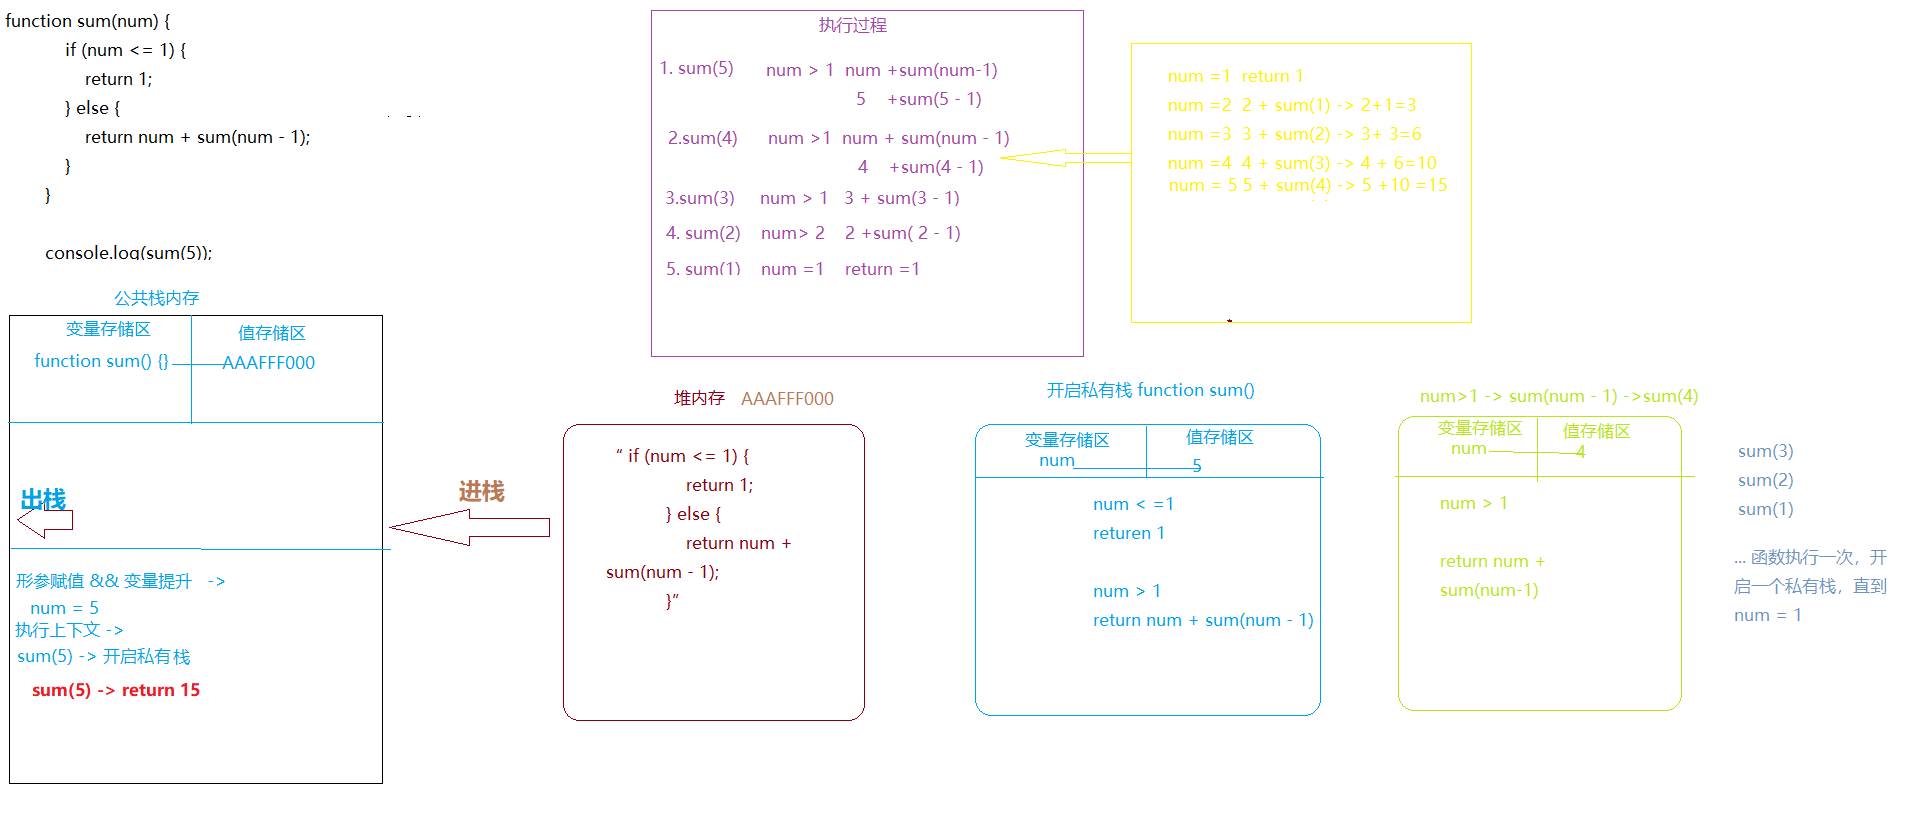 function sum(num) {
if (num <= 1) {
return 1;
} else {
return num + sum(num - 1);
}
}
console.log(sum(5));
执行过程
1. sum(5) num > 1 num +sum(num-1)
5 +sum(5 - 1)
2.sum(4) num >1 num + sum(num - 1)
4 +sum(4 - 1)
3.sum(3) num > 1 3 + sum(3 - 1)
4. sum(2) num> 2 2 +sum( 2 - 1)
5. sum(1) num =1 return =1
num =1 return 1
num =2 2 + sum(1) -> 2+1=3
num =3 3 + sum(2) -> 3+ 3=6
num =4 4 + sum(3) -> 4 + 6=10
num = 5 5 + sum(4) -> 5 +10 =15
公共栈内存
变量存储区 值存储区
function sum() {} AAAFFF000
出栈
形参赋值 && 变量提升 ->
num = 5
执行上下文 ->
sum(5) -> 开启私有栈
sum(5) -> return 15
进栈
堆内存 AAAFFF000
“ if (num <= 1) {
return 1;
} else {
return num +
sum(num - 1);
}”
开启私有栈 function sum()
变量存储区 值存储区
num 5
num < =1
returen 1
num > 1
return num + sum(num - 1)
num>1 -> sum(num - 1) ->sum(4)
变量存储区 值存储区
num 4
num > 1
return num +
sum(num-1)
sum(3)
sum(2)
sum(1)
... 函数执行一次，开
启一个私有栈，直到
num = 1